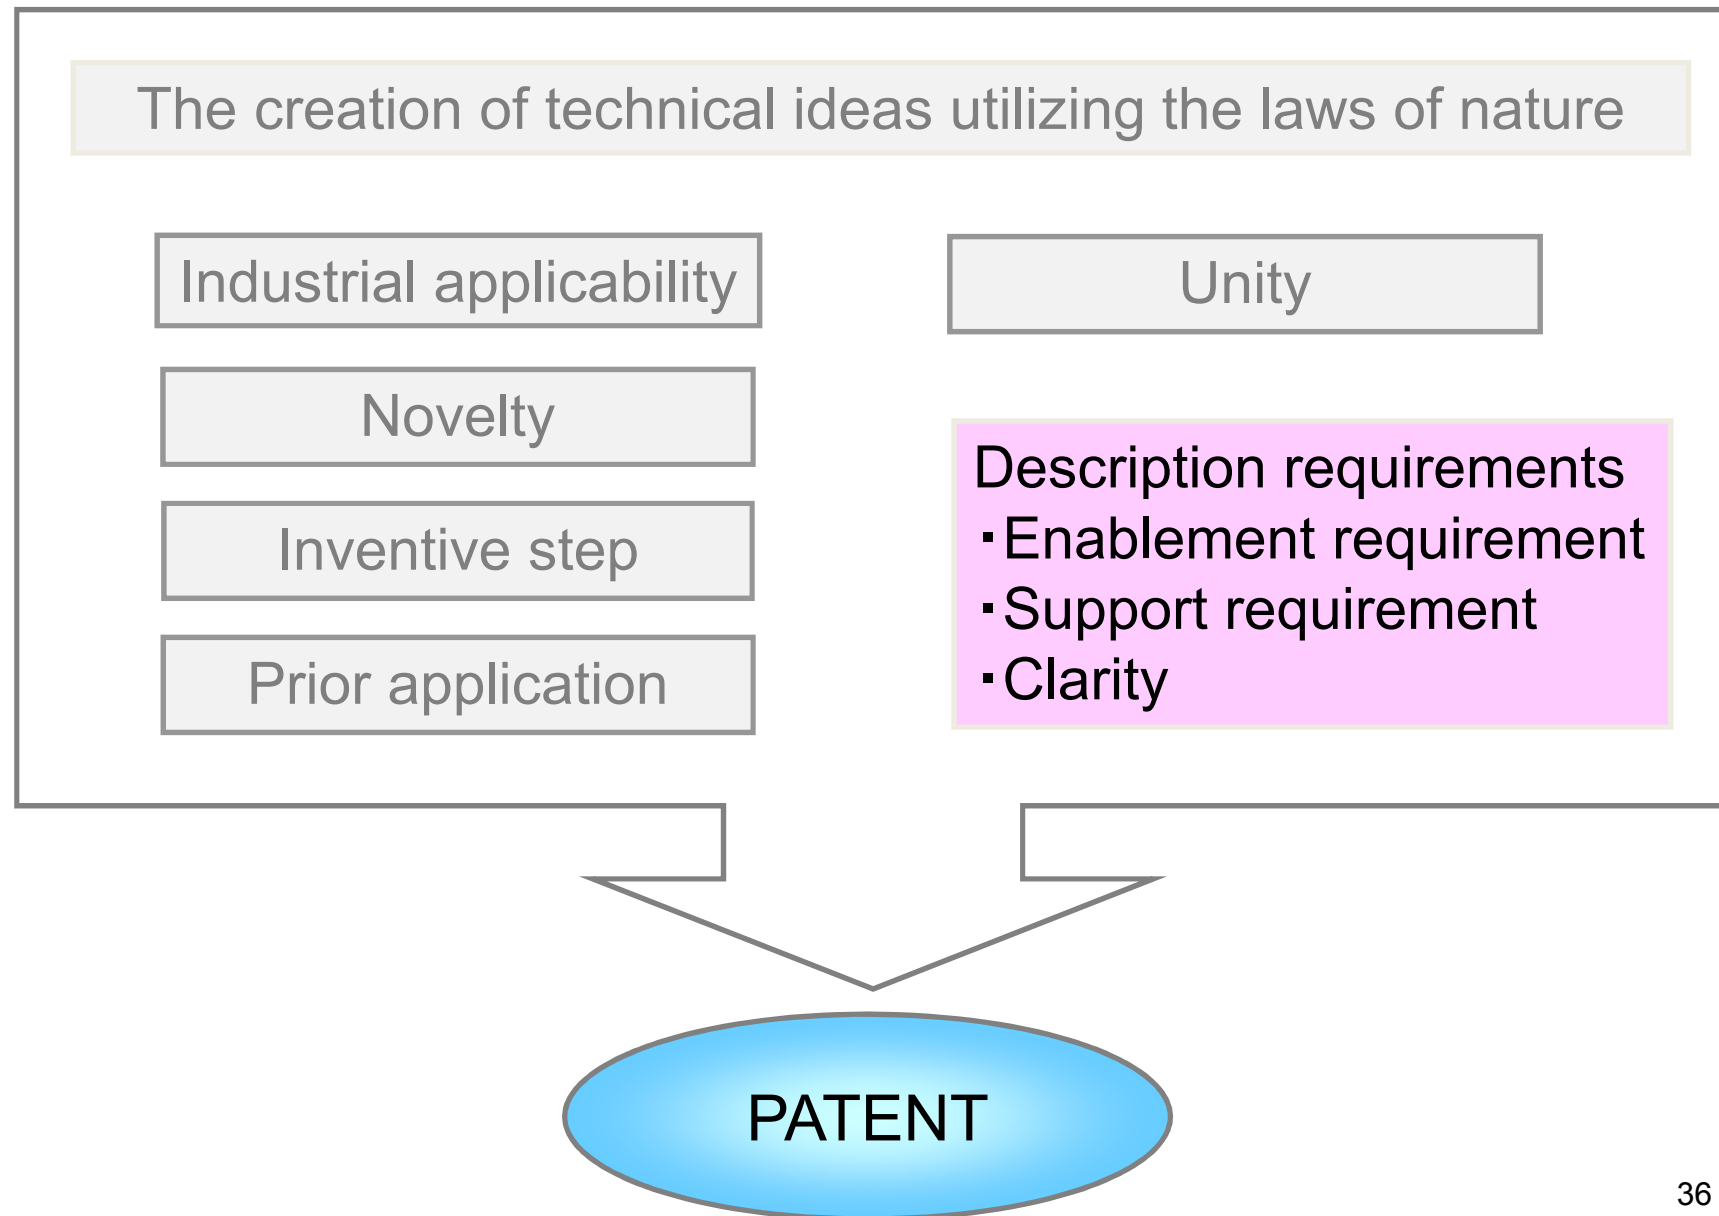 The creation of technical ideas utilizing the laws of nature
Industrial applicability
Novelty
Inventive step
Prior application
Unity
Description requirements
・Enablement requirement
・Support requirement
・Clarity
PATENT
36